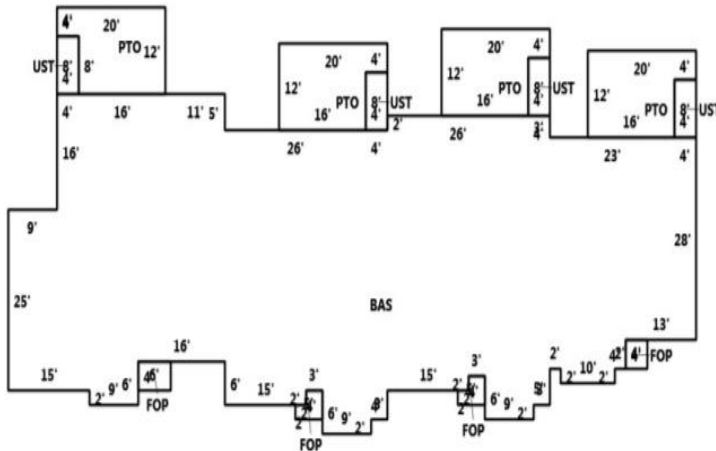 4' 20' PTO 12'
UST 8' 8' 4'
4' 16' 11' 5'
20' 4' 12' PTO 8' UST 16' 4'
20' 4' 12' 8' UST 16' 4'
20' 4' 12' PTO 8' UST 16' 4'
26' 4' 2' 26' 4' 23' 4'
16'
9'
28'
25'
BAS
16' 13'
15' 9' 6' 6' 4' FOP
6' 15' 2' 3' 2' 6' 9' 2' FOP
15' 2' 3' 6' 9' 2' FOP
2' 2' 10' 2' 2' 4' 4' FOP